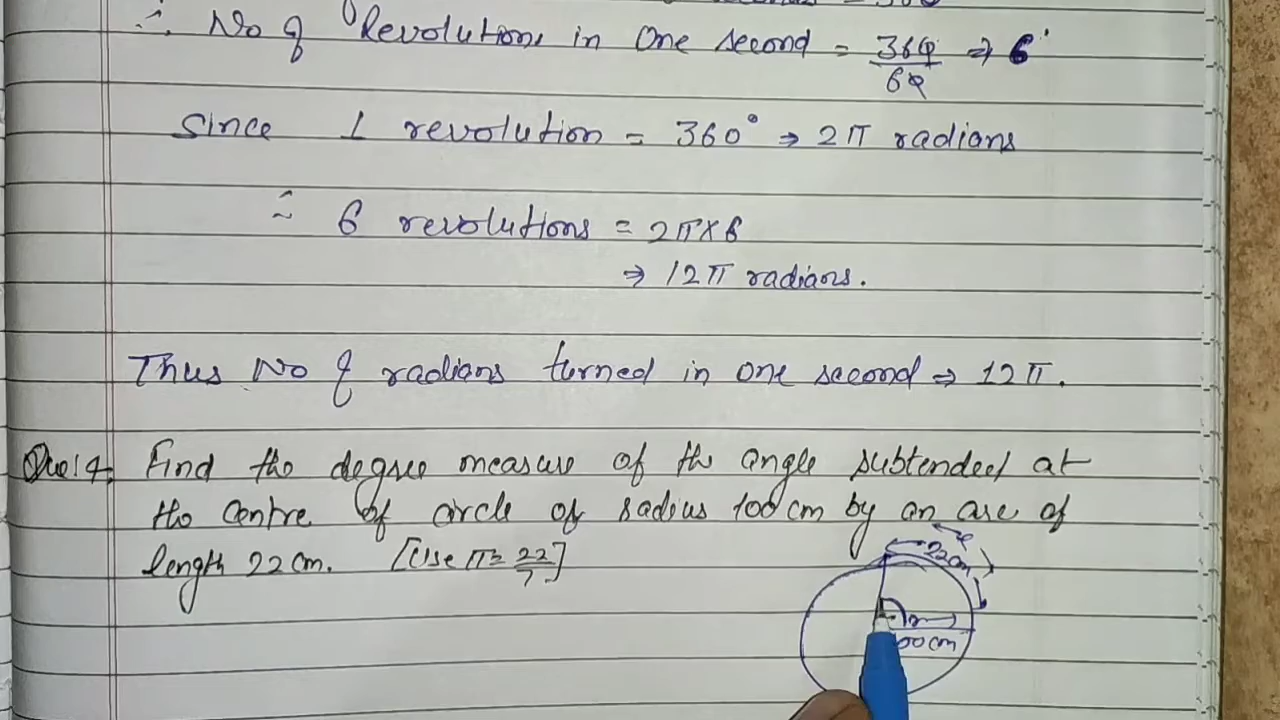 ∴ No of Revolutions in One second = 360/60 ⇒ 6
Since 1 revolution = 360° ⇒ 2π radians
∴ 6 revolutions = 2π×6
⇒ 12π radians.
Thus No of radians turned in one second ⇒ 12π.
Que:4. Find the degree measure of the angle subtended at
the centre of circle of radius 100 cm by an arc of
length 22 cm. [Use π = 22/7]
22cm
r
00cm